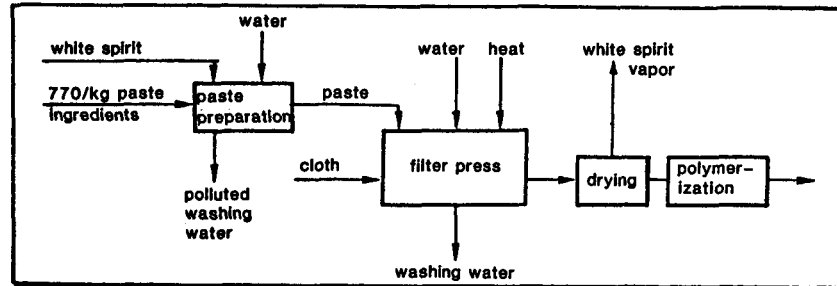 water
white spirit
770/kg paste
ingredients
paste
preparation
paste
polluted
washing
water
water
heat
cloth
filter press
washing water
white spirit
vapor
drying
polymer-
ization